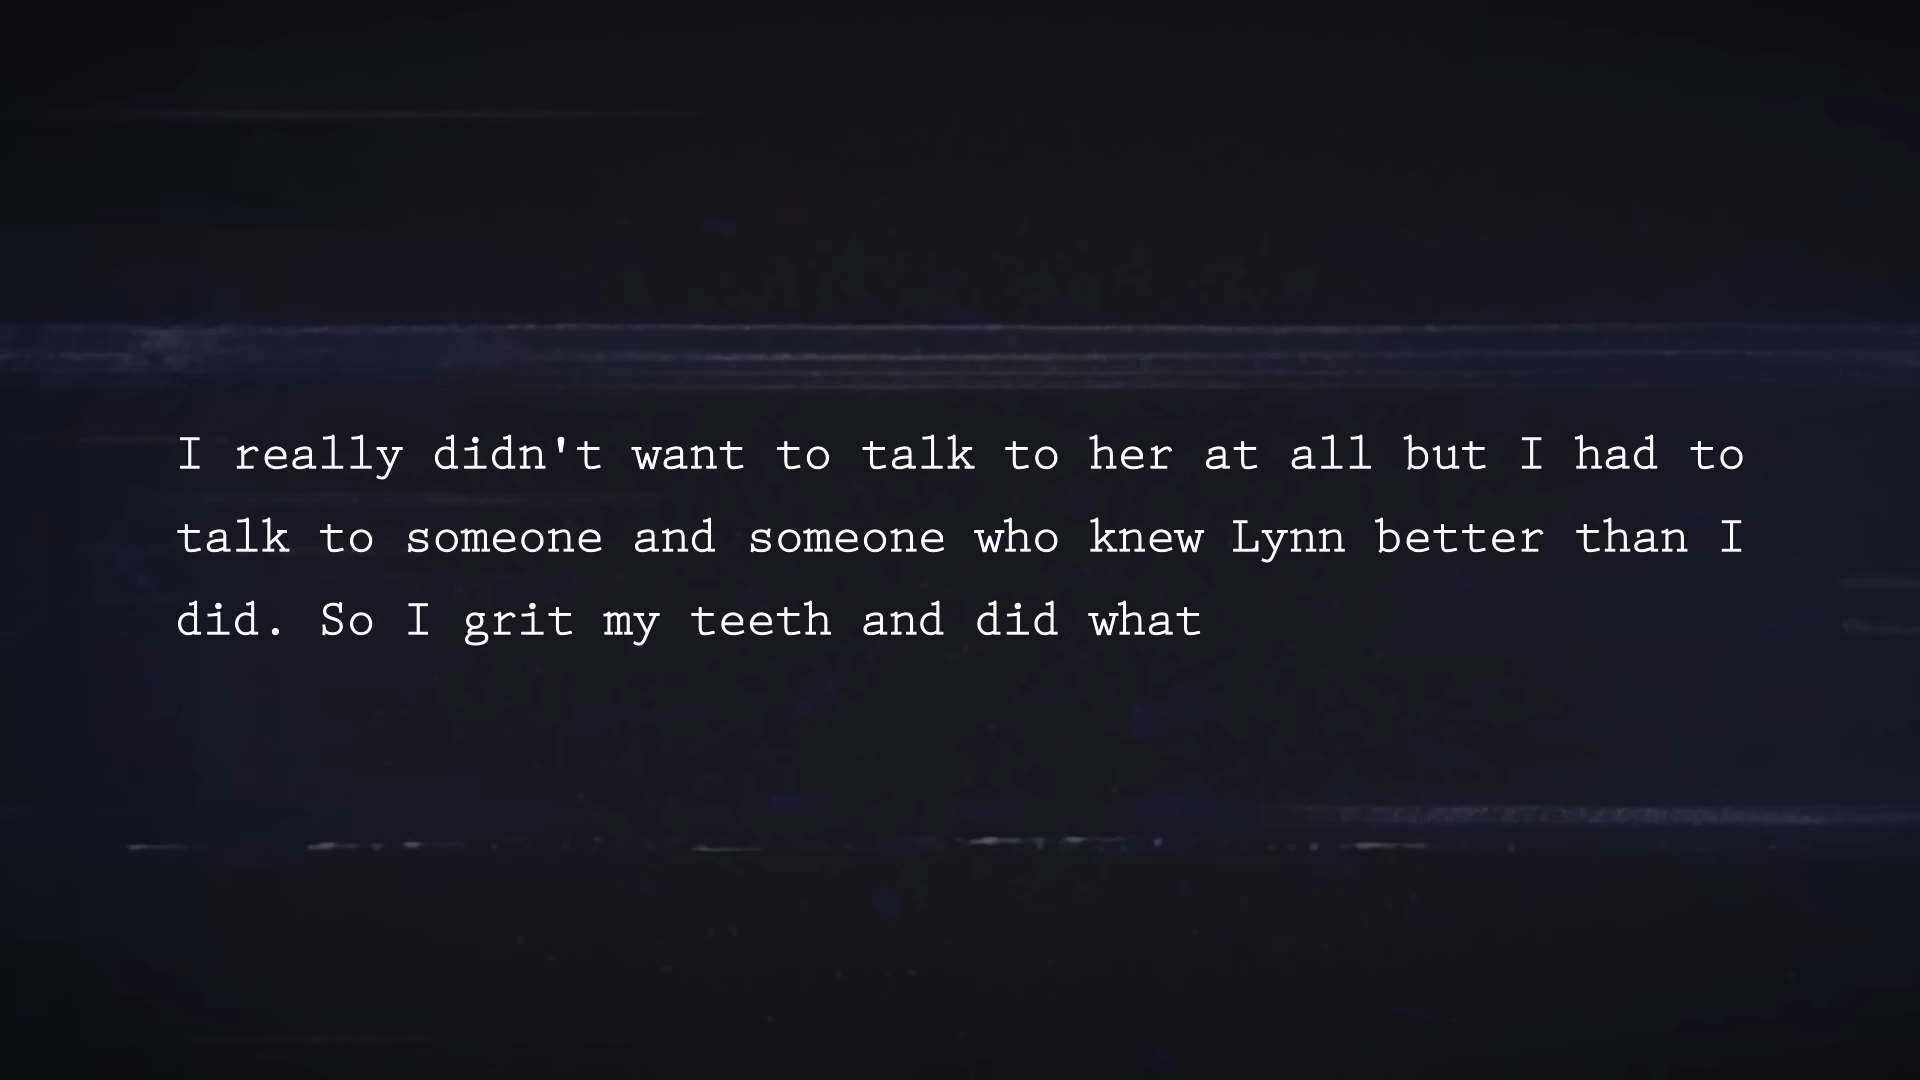 I really didn't want to talk to her at all but I had to
talk to someone and someone who knew Lynn better than I
did. So I grit my teeth and did what